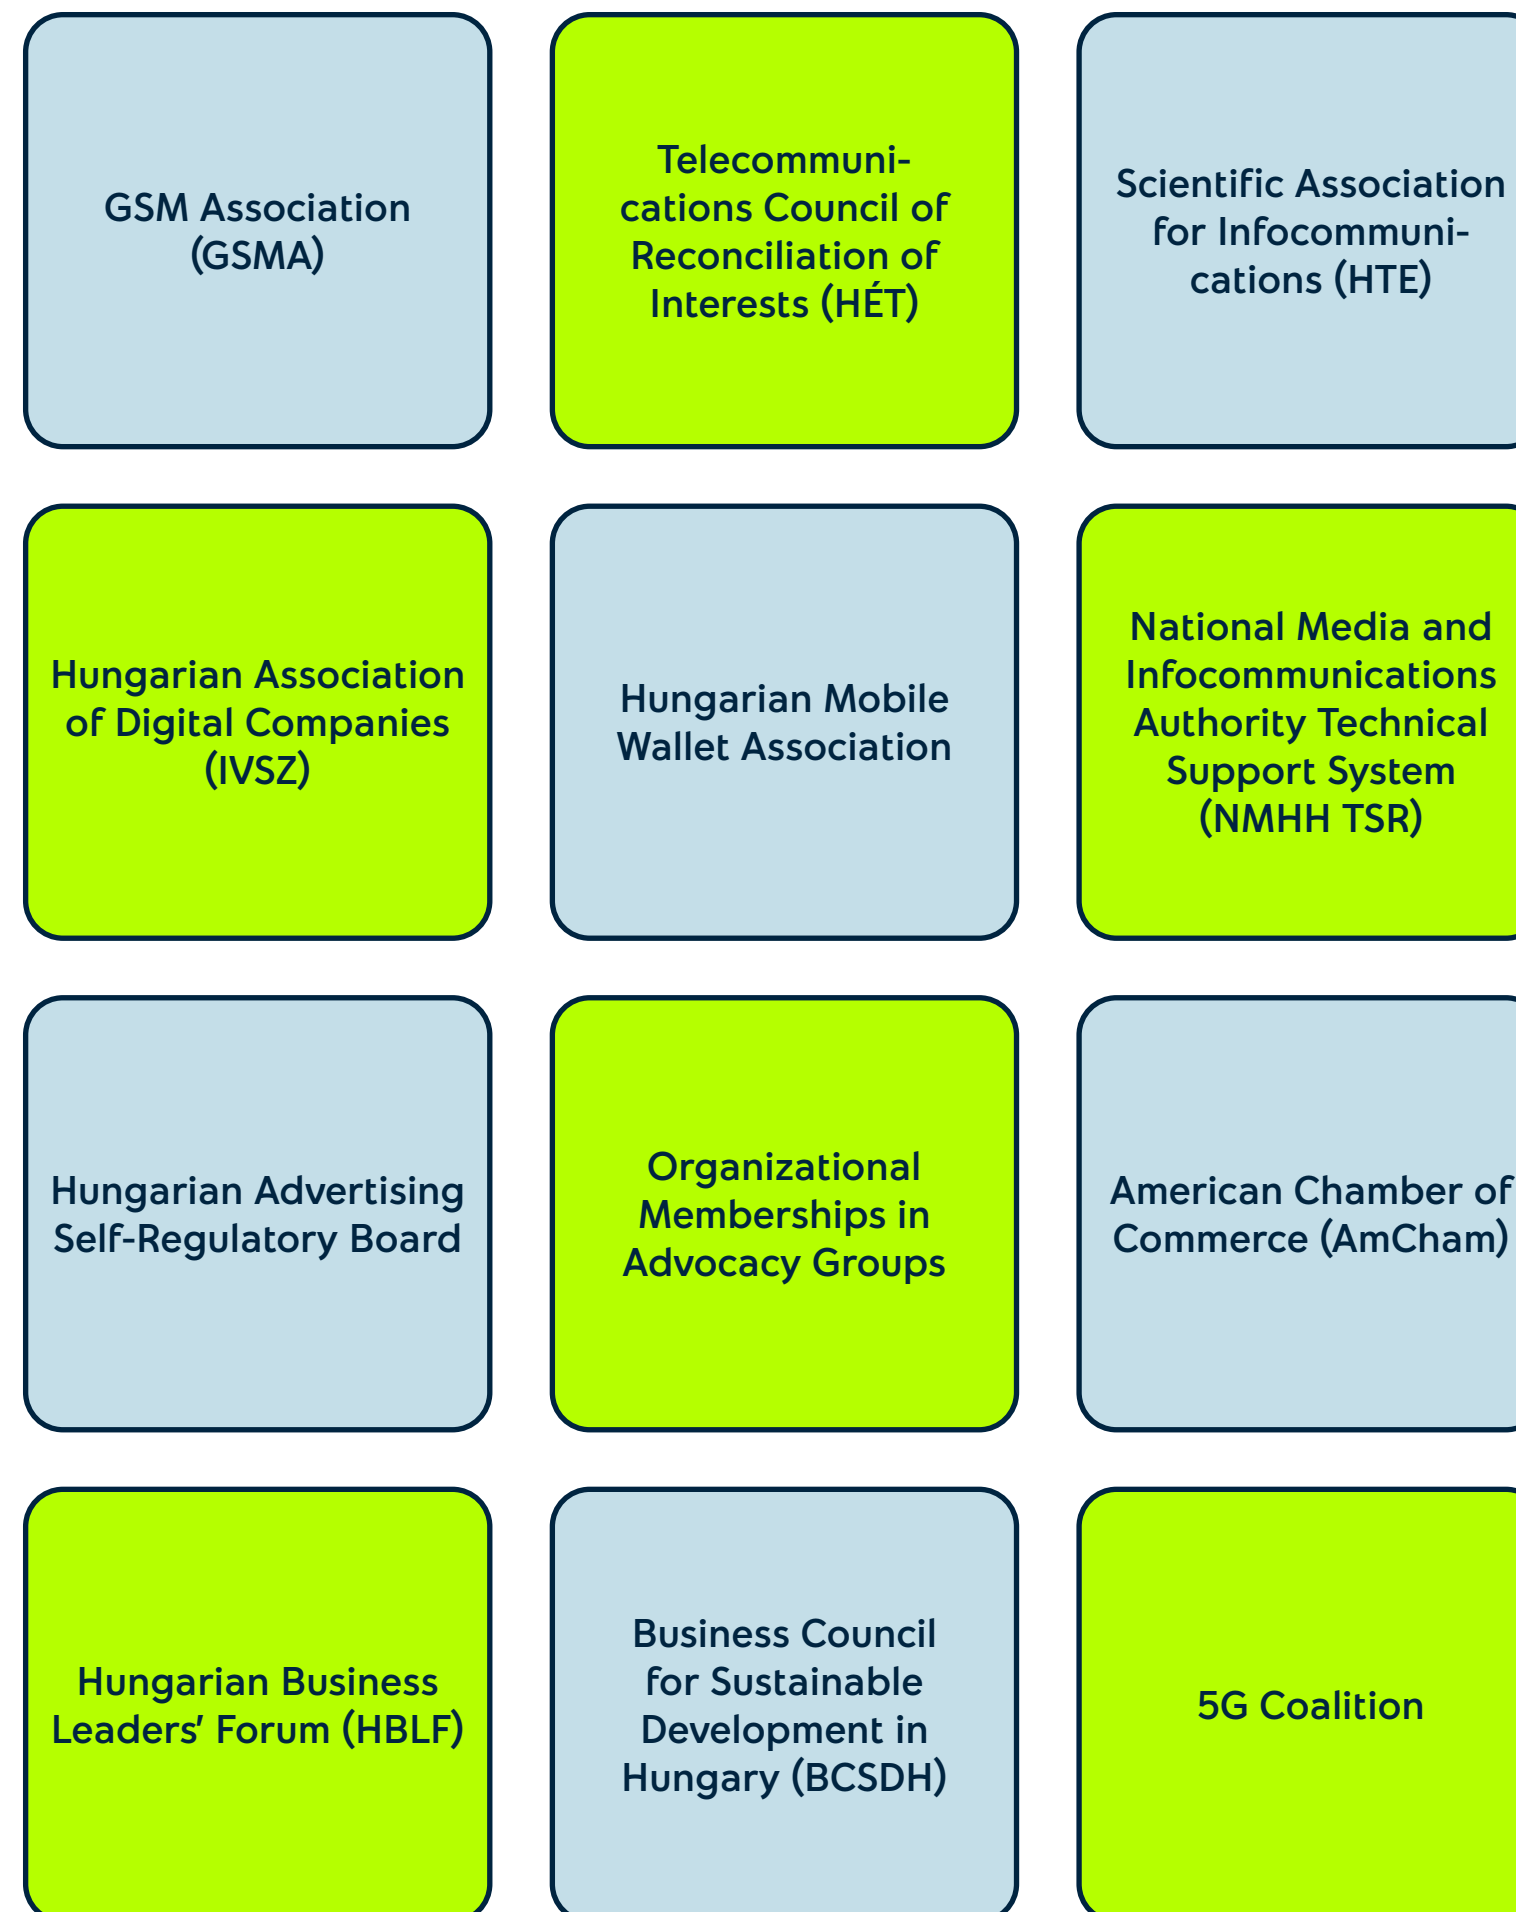 GSM Association
(GSMA)
Telecommuni-
cations Council of
Reconciliation of
Interests (HÉT)
Scientific Association
for Infocommuni-
cations (HTE)
Hungarian Association
of Digital Companies
(IVSZ)
Hungarian Mobile
Wallet Association
National Media and
Infocommunications
Authority Technical
Support System
(NMHH TSR)
Hungarian Advertising
Self-Regulatory Board
Organizational
Memberships in
Advocacy Groups
American Chamber of
Commerce (AmCham)
Hungarian Business
Leaders’ Forum (HBLF)
Business Council
for Sustainable
Development in
Hungary (BCSDH)
5G Coalition